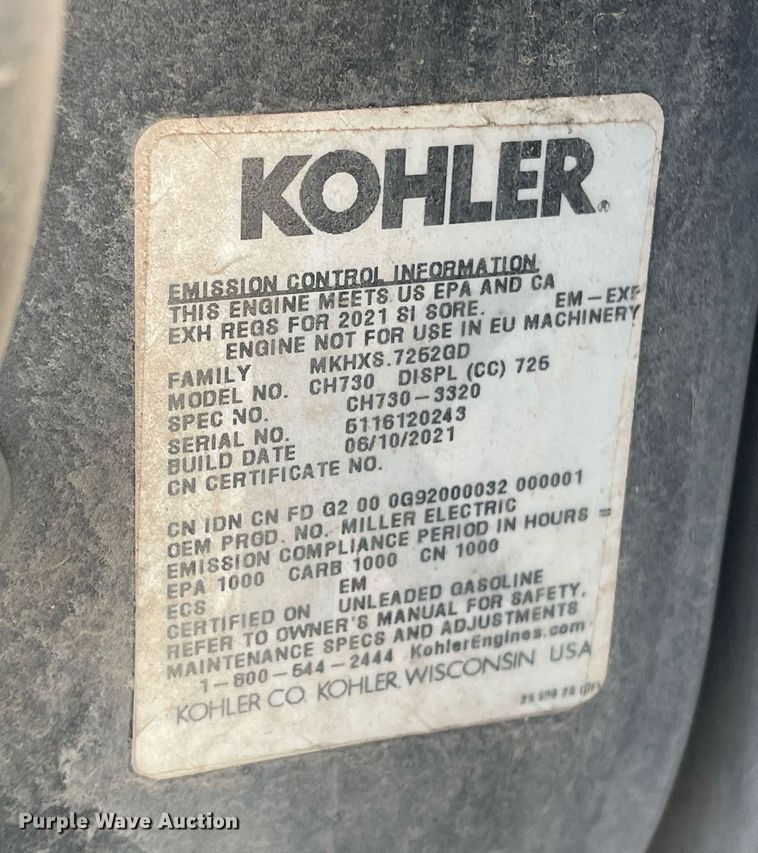 KOHLER®
EMISSION CONTROL INFORMATION
THIS ENGINE MEETS US EPA AND CA
EXH REGS FOR 2021 SI SORE. EM-EXP
ENGINE NOT FOR USE IN EU MACHINERY
FAMILY MKHXS.7252GD
MODEL NO. CH730 DISPL (CC) 725
SPEC NO. CH730-3320
SERIAL NO. 5116120243
BUILD DATE 06/10/2021
CN CERTIFICATE NO.
CN IDN CN FD G2 00 0G92000032 000001
OEM PROD. NO. MILLER ELECTRIC
EMISSION COMPLIANCE PERIOD IN HOURS =
EPA 1000 CARB 1000 CN 1000
ECS EM
CERTIFIED ON UNLEADED GASOLINE
REFER TO OWNER'S MANUAL FOR SAFETY,
MAINTENANCE SPECS AND ADJUSTMENTS
1-800-544-2444 KohlerEngines.com
KOHLER CO. KOHLER, WISCONSIN USA
Purple Wave Auction